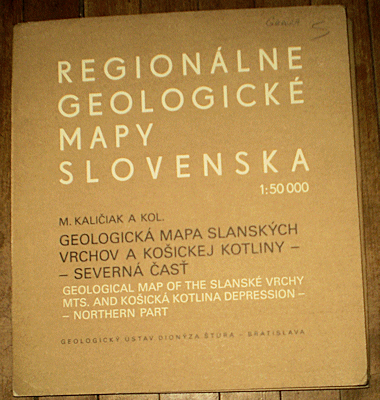 REGIONÁLNE
GEOLOGICKÉ
MAPY
SLOVENSKA
1:50 000
M. KALIČIAK A KOL.
GEOLOGICKÁ MAPA SLANSKÝCH
VRCHOV A KOŠICKEJ KOTLINY –
– SEVERNÁ ČASŤ
GEOLOGICAL MAP OF THE SLANSKÉ VRCHY
MTS. AND KOŠICKÁ KOTLINA DEPRESSION –
– NORTHERN PART
GEOLOGICKÝ ÚSTAV DIONÝZA ŠTÚRA – BRATISLAVA